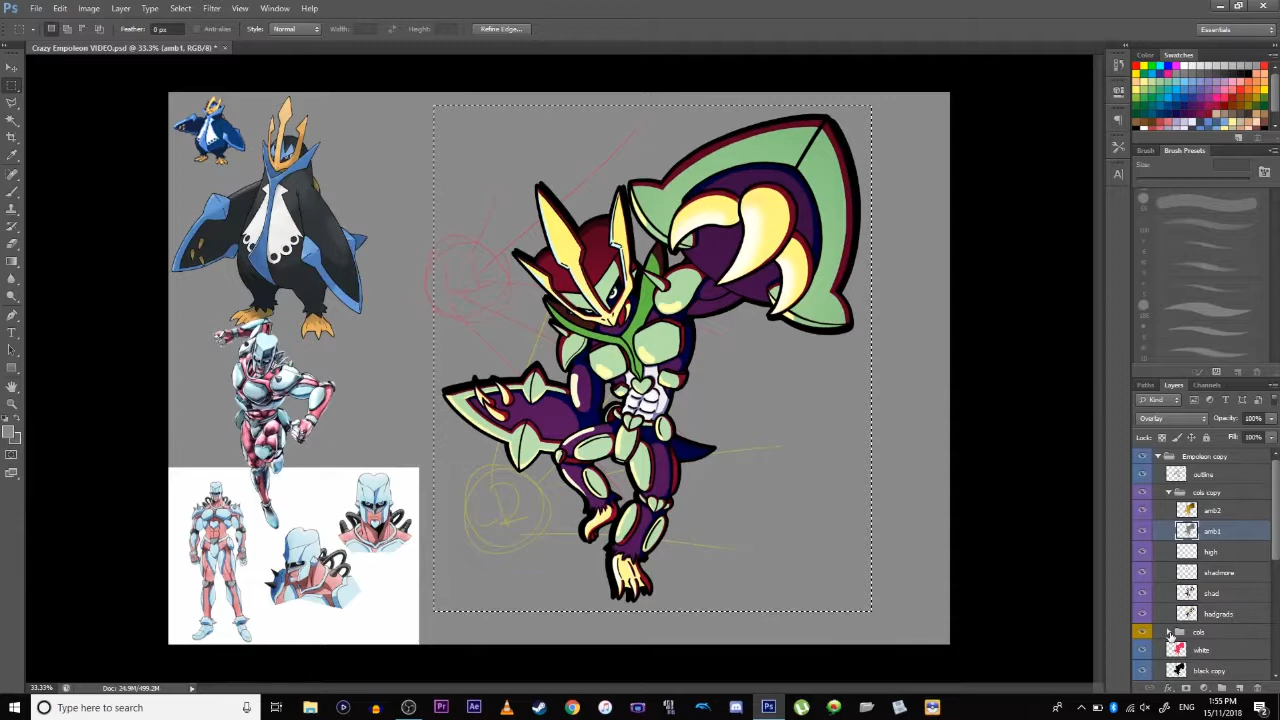 Ps File Edit Image Layer Type Select Filter View Window Help
Feather: 0 px Anti-alias Style: Normal Width: Height: Refine Edge... Essentials
Crazy Empoleon VIDEO.psd @ 33.3% (amb1, RGB/8) * ×
Color Swatches
Brush Brush Presets
Size:
Paths Layers Channels
Kind
Overlay Opacity: 100%
Lock: Fill: 100%
Empoleon copy
outline
cols copy
amb2
amb1
high
shadmore
shad
hadgrads
cols
white
black copy
33.33% Doc: 24.9M/499.2M
Type here to search
ENG
1:55 PM
15/11/2018